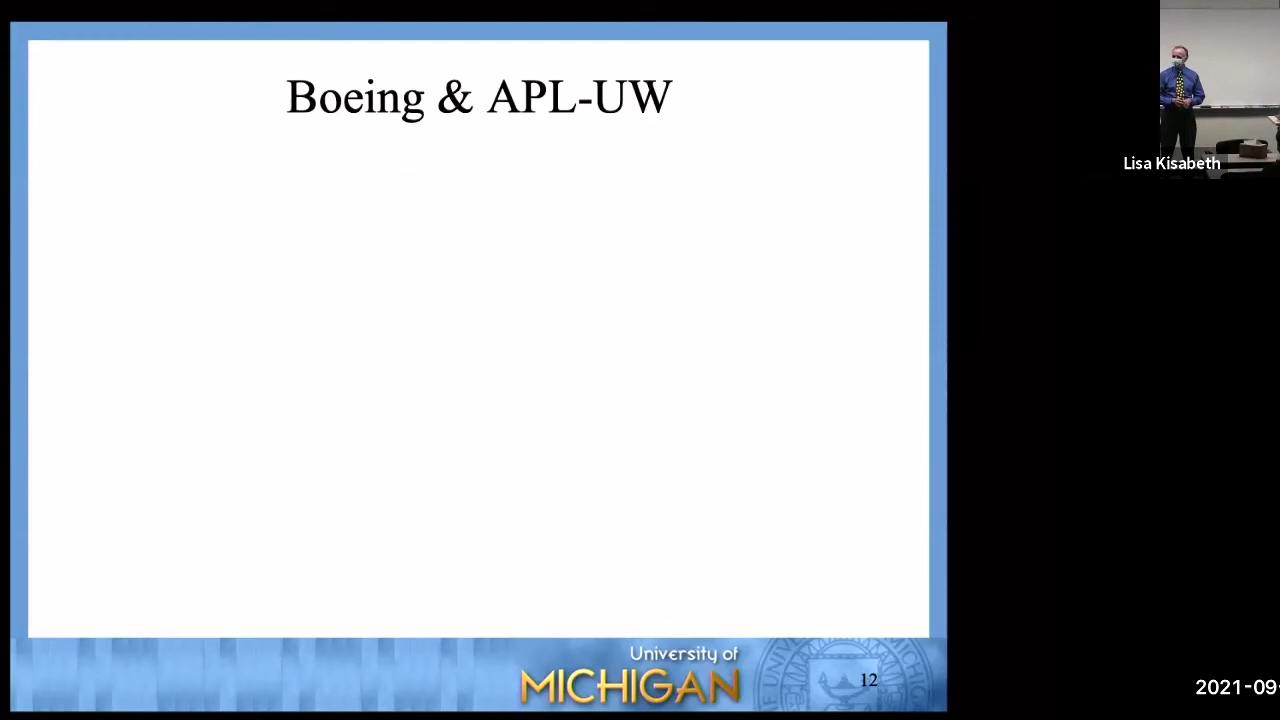 Boeing & APL-UW
Lisa Kisabeth
University of
MICHIGAN
12
2021-09-